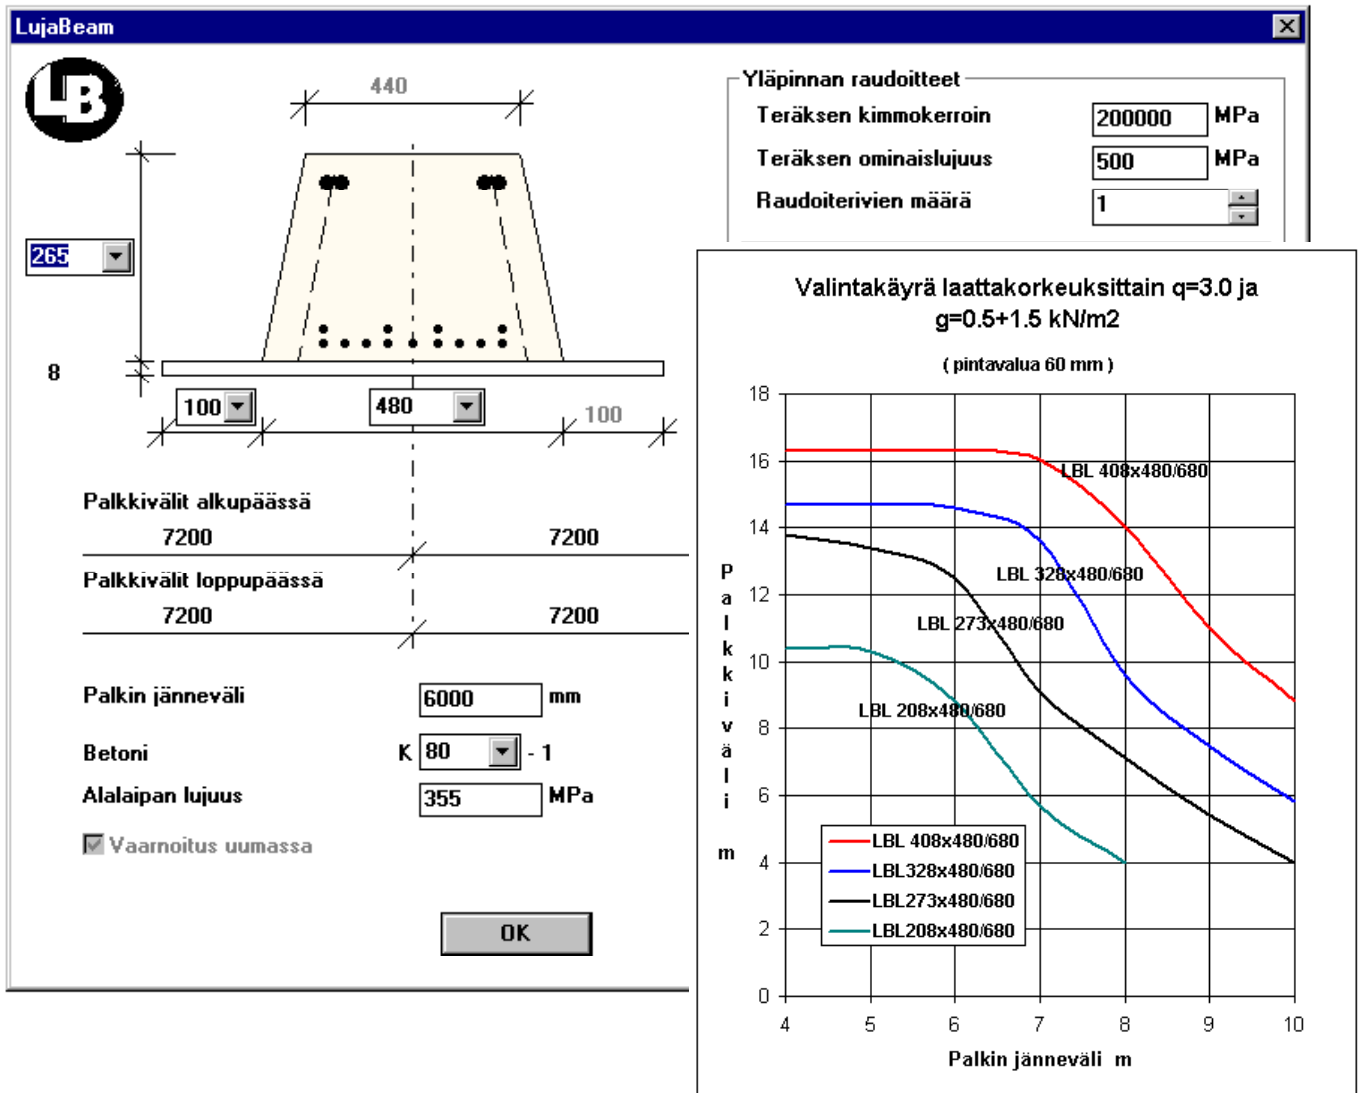 LujaBeam
LB
440
265
8
100
480
100
Palkkivälit alkupäässä
7200 7200
Palkkivälit loppupäässä
7200 7200
Palkin jänneväli 6000 mm
Betoni K 80 - 1
Alalaipan lujuus 355 MPa
Vaarnoitus uumassa
OK
Yläpinnan raudoitteet
Teräksen kimmokerroin 200000 MPa
Teräksen ominaislujuus 500 MPa
Raudoiterivien määrä 1
Valintakäyrä laattakorkeuksittain q=3.0 ja
g=0.5+1.5 kN/m2
( pintavalua 60 mm )
Palkkiväli m
18
16
14
12
10
8
6
4
2
0
LBL 408x480/680
LBL 328x480/680
LBL 273x480/680
LBL 208x480/680
LBL 408x480/680
LBL328x480/680
LBL273x480/680
LBL208x480/680
4 5 6 7 8 9 10
Palkin jänneväli m